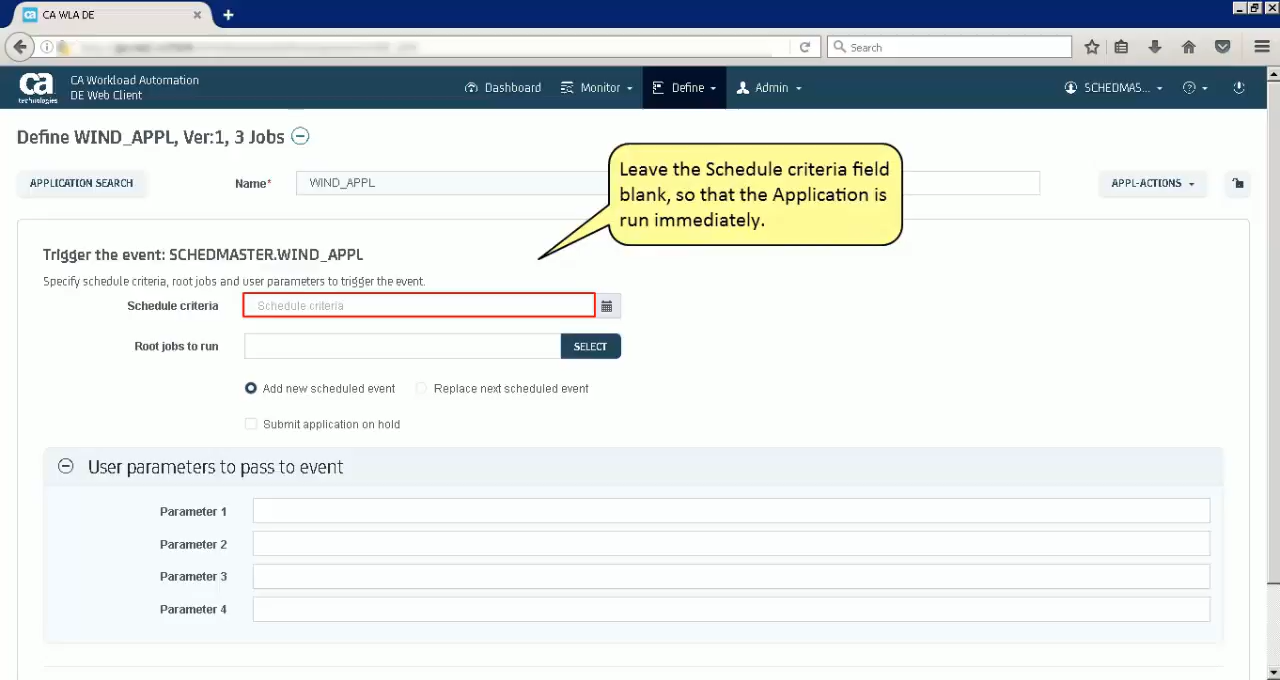 CA WLA DE
Search
ca
technologies
CA Workload Automation
DE Web Client
Dashboard
Monitor
Define
Admin
SCHEDMAS...
Define WIND_APPL, Ver:1, 3 Jobs
APPLICATION SEARCH
Name*
WIND_APPL
APPL-ACTIONS
Leave the Schedule criteria field
blank, so that the Application is
run immediately.
Trigger the event: SCHEDMASTER.WIND_APPL
Specify schedule criteria, root jobs and user parameters to trigger the event.
Schedule criteria
Schedule criteria
Root jobs to run
SELECT
Add new scheduled event
Replace next scheduled event
Submit application on hold
User parameters to pass to event
Parameter 1
Parameter 2
Parameter 3
Parameter 4